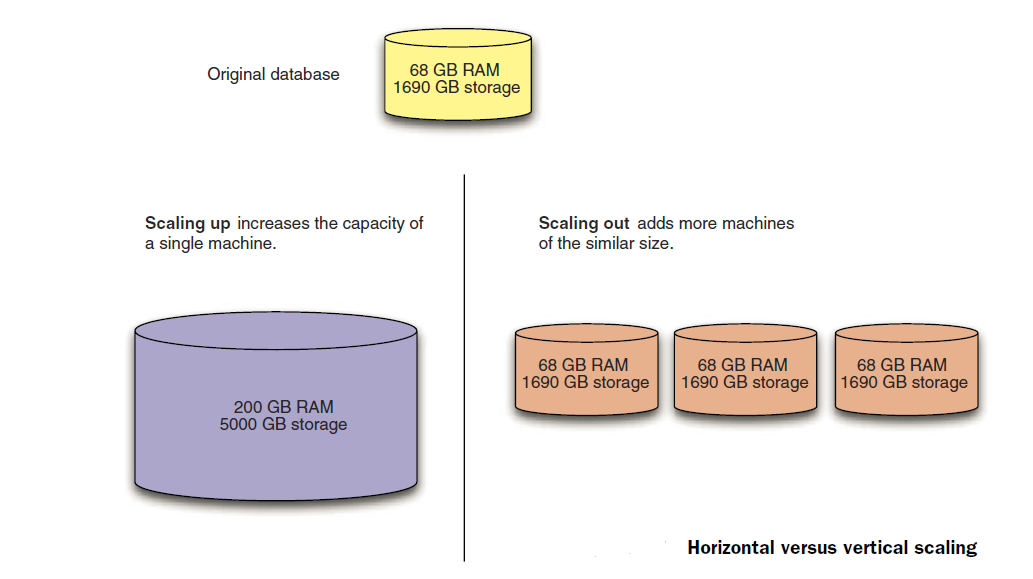 Original database
68 GB RAM
1690 GB storage
Scaling up increases the capacity of
a single machine.
200 GB RAM
5000 GB storage
Scaling out adds more machines
of the similar size.
68 GB RAM
1690 GB storage
68 GB RAM
1690 GB storage
68 GB RAM
1690 GB storage
Horizontal versus vertical scaling